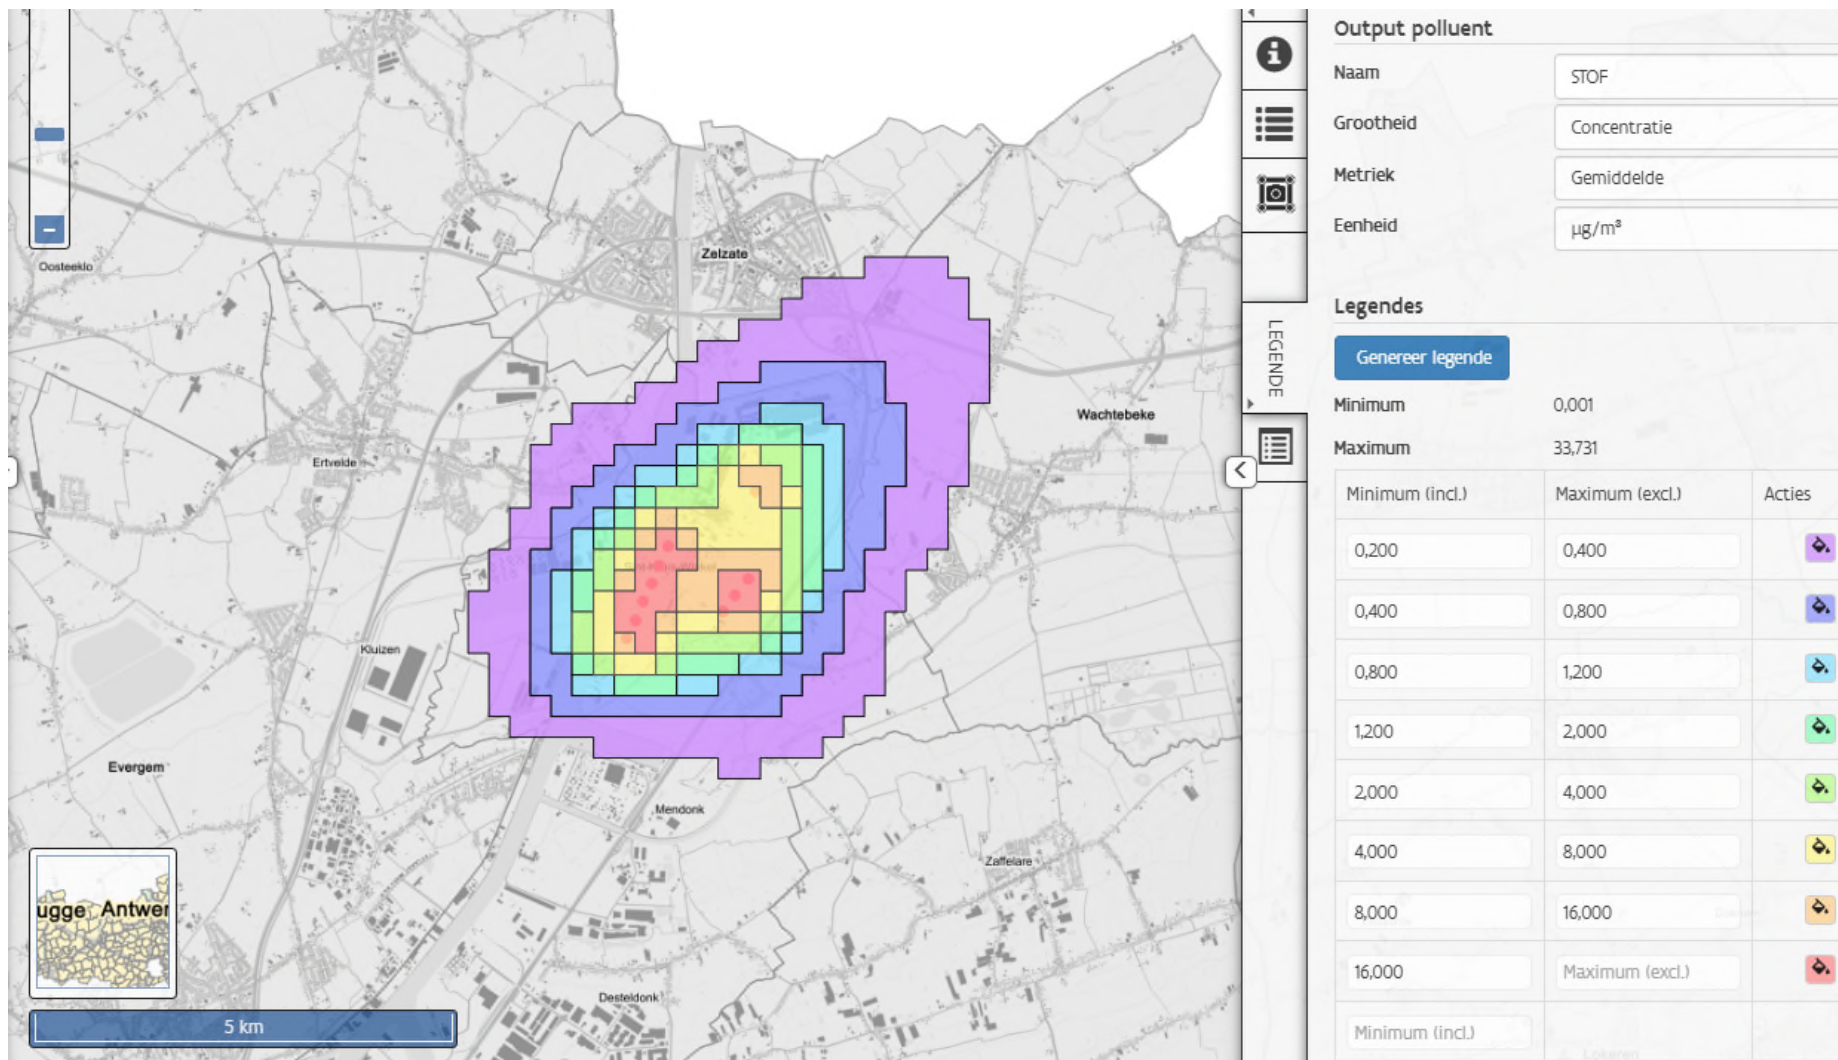 Output polluent
Naam
STOF
Grootheid
Concentratie
Metriek
Gemiddelde
Eenheid
µg/m³
Legendes
Genereer legende
Minimum
0,001
Maximum
33,731
Minimum (incl.)
Maximum (excl.)
Acties
0,200
0,400
0,400
0,800
0,800
1,200
1,200
2,000
2,000
4,000
4,000
8,000
8,000
16,000
16,000
Maximum (excl.)
Minimum (incl.)
LEGENDE
Zelzate
Oosteeklo
Wachtebeke
Ertvelde
Kluizen
Evergem
Mendonk
Zaffelare
Desteldonk
ugge Antwer
5 km
Lokeren